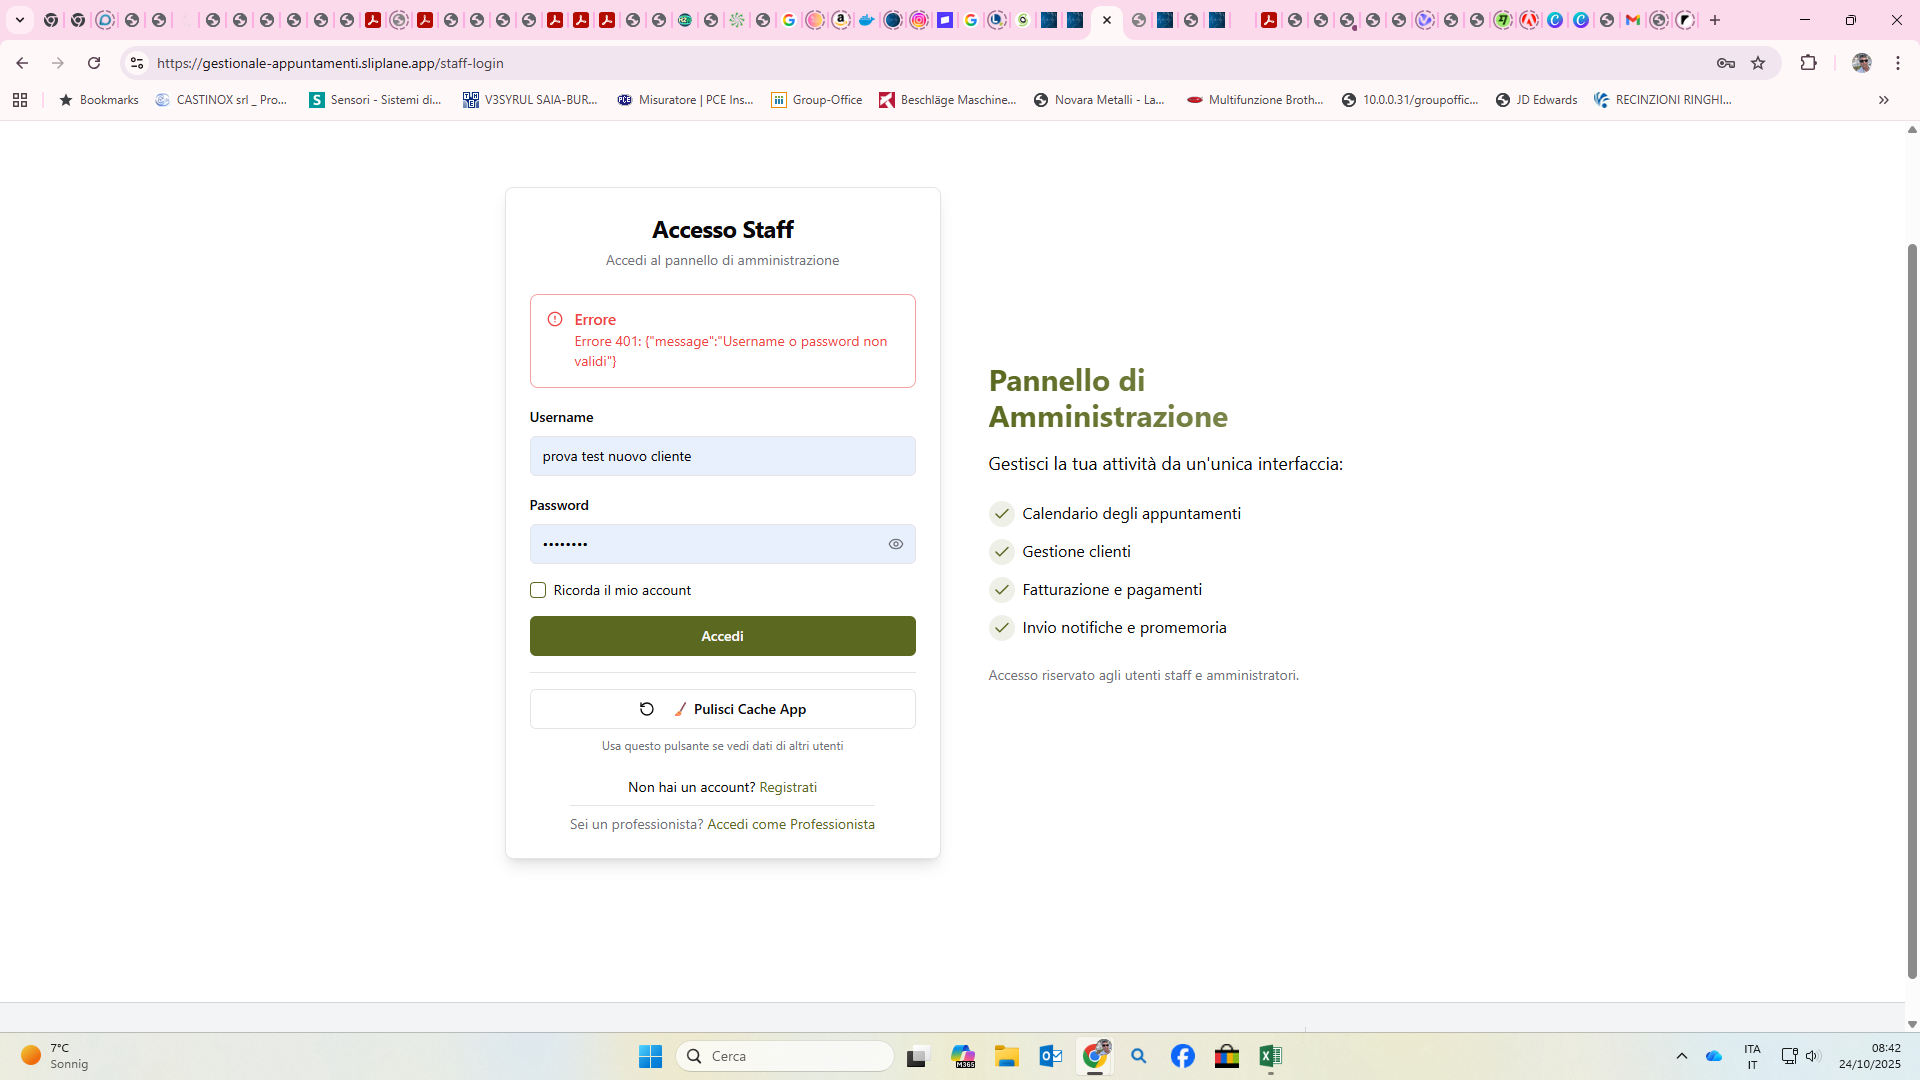 https://gestionale-appuntamenti.sliplane.app/staff-login
Bookmarks
CASTINOX srl _ Pro...
Sensori - Sistemi di...
V3SYRUL SAIA-BUR...
Misuratore | PCE Ins...
Group-Office
Beschläge Maschine...
Novara Metalli - La...
Multifunzione Broth...
10.0.0.31/groupoffic...
JD Edwards
RECINZIONI RINGHI...
Accesso Staff
Accedi al pannello di amministrazione
Errore
Errore 401: {"message":"Username o password non
validi"}
Username
prova test nuovo cliente
Password
Ricorda il mio account
Accedi
Pulisci Cache App
Usa questo pulsante se vedi dati di altri utenti
Non hai un account? Registrati
Sei un professionista? Accedi come Professionista
Pannello di
Amministrazione
Gestisci la tua attività da un'unica interfaccia:
Calendario degli appuntamenti
Gestione clienti
Fatturazione e pagamenti
Invio notifiche e promemoria
Accesso riservato agli utenti staff e amministratori.
7°C
Sonnig
Cerca
ITA
IT
08:42
24/10/2025